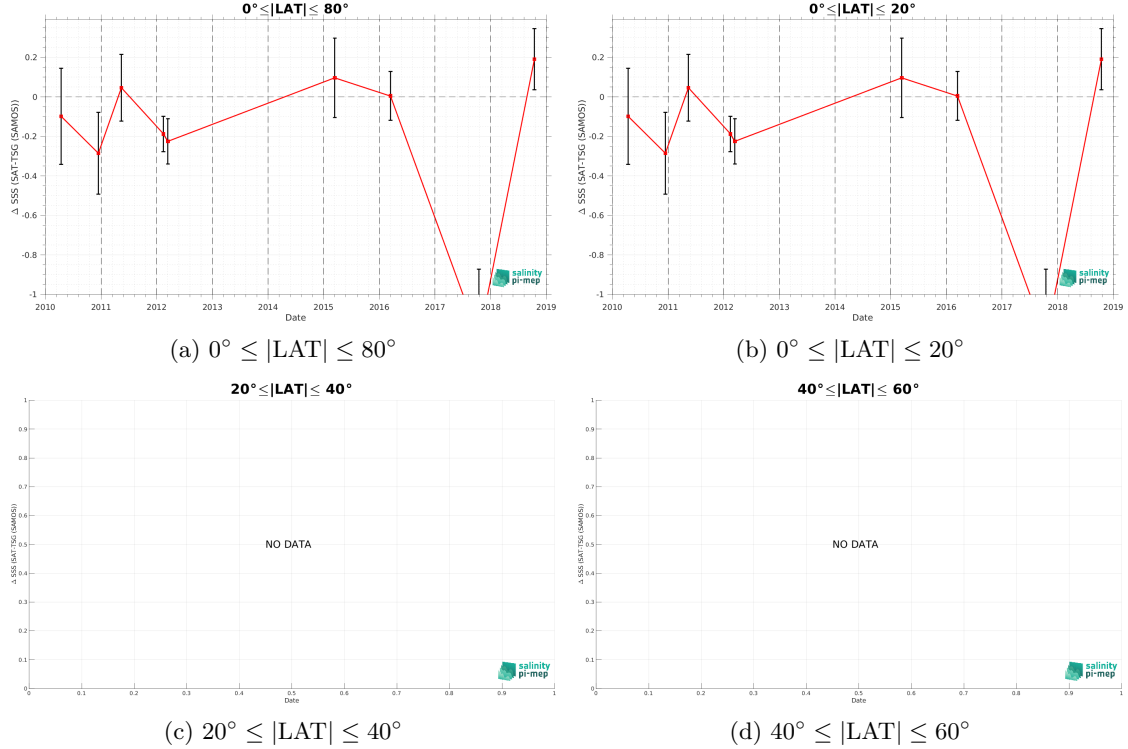 0°≤|LAT|≤ 80°
Δ SSS (SAT-TSG (SAMOS))
0.2
0
-0.2
-0.4
-0.6
-0.8
-1
2010 2011 2012 2013 2014 2015 2016 2017 2018 2019
Date
salinity
pi-mep
(a) 0° ≤ |LAT| ≤ 80°
0°≤|LAT|≤ 20°
Δ SSS (SAT-TSG (SAMOS))
0.2
0
-0.2
-0.4
-0.6
-0.8
-1
2010 2011 2012 2013 2014 2015 2016 2017 2018 2019
Date
salinity
pi-mep
(b) 0° ≤ |LAT| ≤ 20°
20°≤|LAT|≤ 40°
Δ SSS (SAT-TSG (SAMOS))
1
0.9
0.8
0.7
0.6
0.5
0.4
0.3
0.2
0.1
0
NO DATA
0 0.1 0.2 0.3 0.4 0.5 0.6 0.7 0.8 0.9 1
Date
salinity
pi-mep
(c) 20° ≤ |LAT| ≤ 40°
40°≤|LAT|≤ 60°
Δ SSS (SAT-TSG (SAMOS))
1
0.9
0.8
0.7
0.6
0.5
0.4
0.3
0.2
0.1
0
NO DATA
0 0.1 0.2 0.3 0.4 0.5 0.6 0.7 0.8 0.9 1
Date
salinity
pi-mep
(d) 40° ≤ |LAT| ≤ 60°